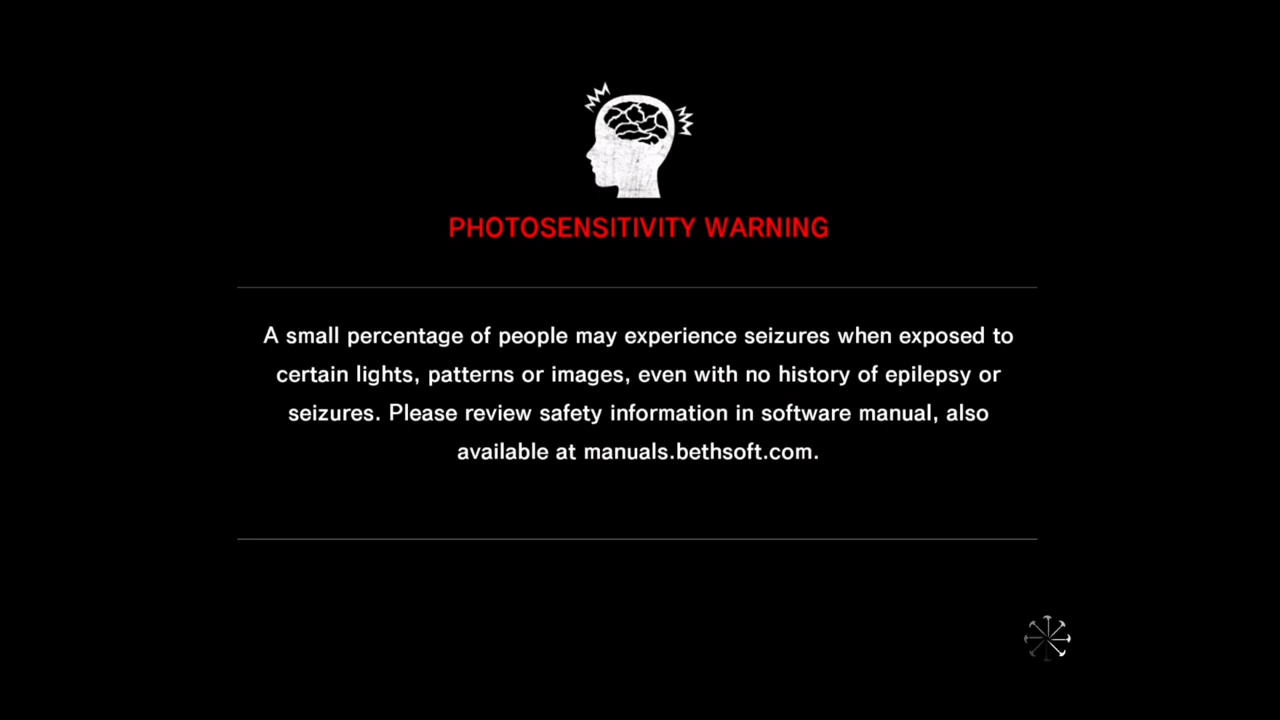 PHOTOSENSITIVITY WARNING
A small percentage of people may experience seizures when exposed to
certain lights, patterns or images, even with no history of epilepsy or
seizures. Please review safety information in software manual, also
available at manuals.bethsoft.com.